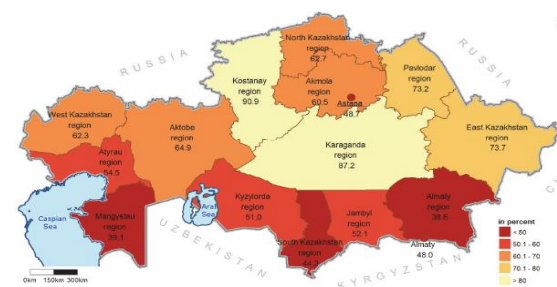 RUSSIA
RUSSIA
North Kazakhstan
region
62.7
Kostanay
region
90.9
Akmola
region
60.5
Astana
48.7
Pavlodar
region
73.2
West Kazakhstan
region
62.3
Aktobe
region
64.9
Atyrau
region
54.5
Karaganda
region
87.2
East Kazakhstan
region
73.7
Caspian
Sea
Mangystau
region
39.1
Aral
Sea
Kyzylorda
region
51.0
South Kazakhstan
region
44.3
Jambyl
region
52.1
Almaty
region
38.6
Almaty
48.0
UZBEKISTAN
KYRGYZSTAN
in percent
< 50
50.1 - 60
60.1 - 70
70.1 - 80
> 80
0km 150km 300km